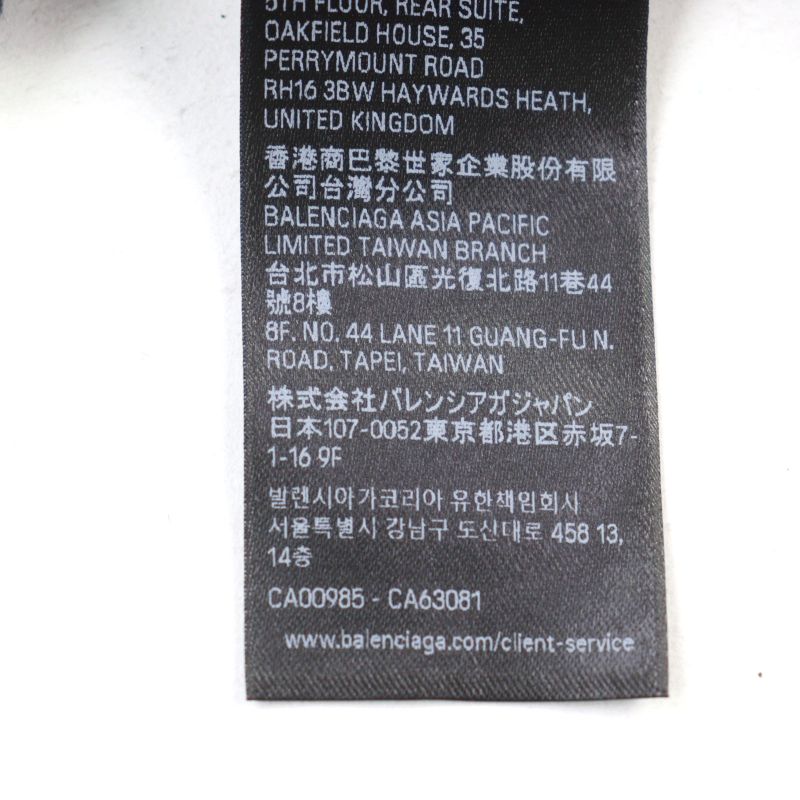 5TH FLOOR, REAR SUITE,
OAKFIELD HOUSE, 35
PERRYMOUNT ROAD
RH16 3BW HAYWARDS HEATH,
UNITED KINGDOM
香港商巴黎世家企業股份有限
公司台灣分公司
BALENCIAGA ASIA PACIFIC
LIMITED TAIWAN BRANCH
台北市松山區光復北路11巷44
號8樓
8F. NO. 44 LANE 11 GUANG-FU N.
ROAD, TAPEI, TAIWAN
株式会社バレンシアガジャパン
日本107-0052東京都港区赤坂7-
1-16 9F
발렌시아가코리아 유한책임회사
서울특별시 강남구 도산대로 458 13,
14층
CA00985 - CA63081
www.balenciaga.com/client-service